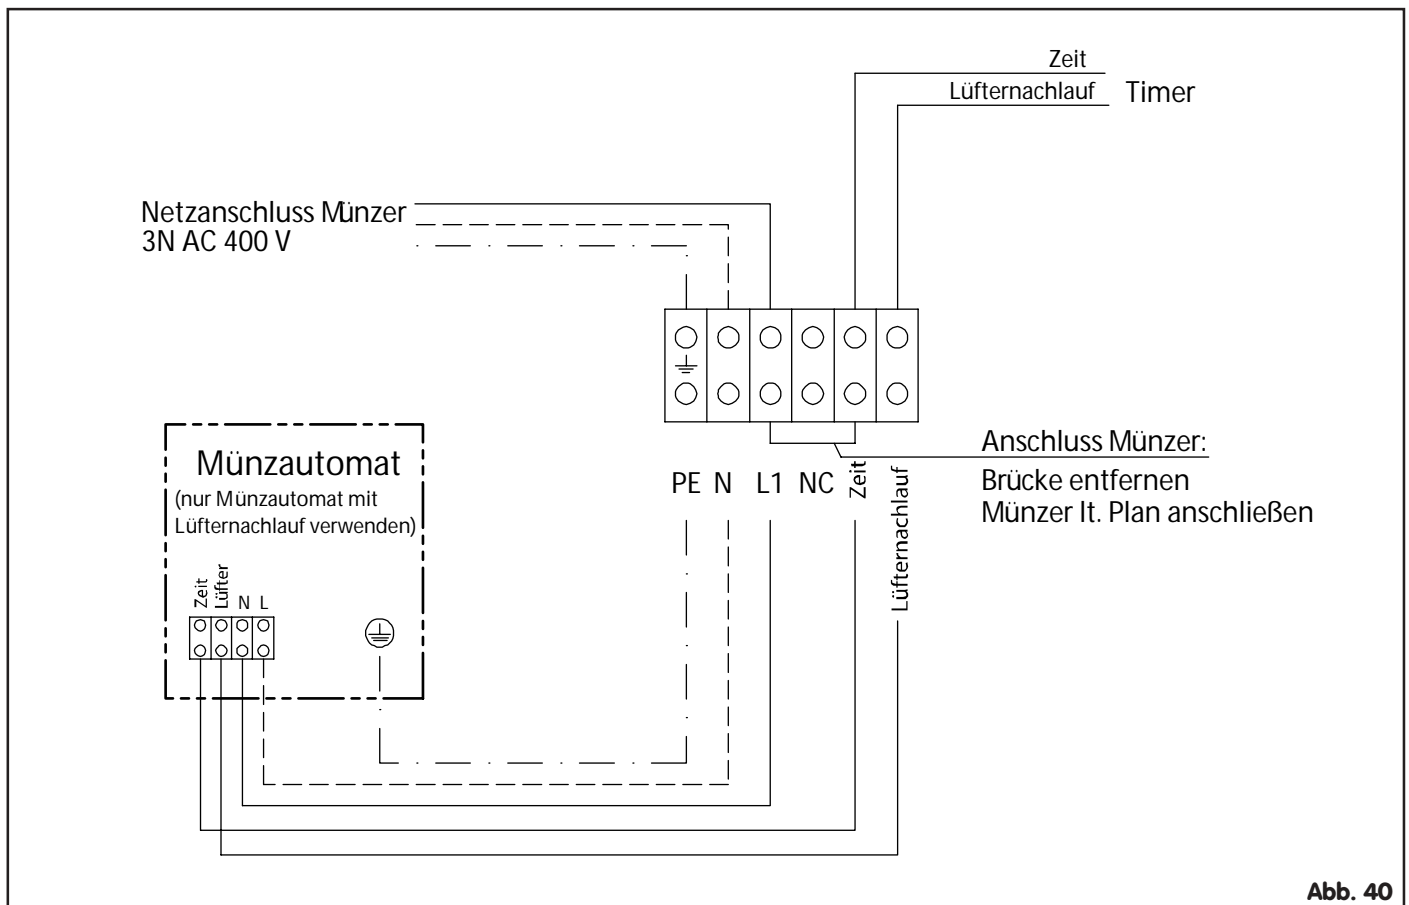 Zeit
Lüfternachlauf
Timer
Netzanschluss Münzer
3N AC 400 V
Anschluss Münzer:
Brücke entfernen
Münzer lt. Plan anschließen
PE N L1 NC Zeit Lüfternachlauf
Münzautomat
(nur Münzautomat mit
Lüfternachlauf verwenden)
Zeit Lüfter N L
Abb. 40